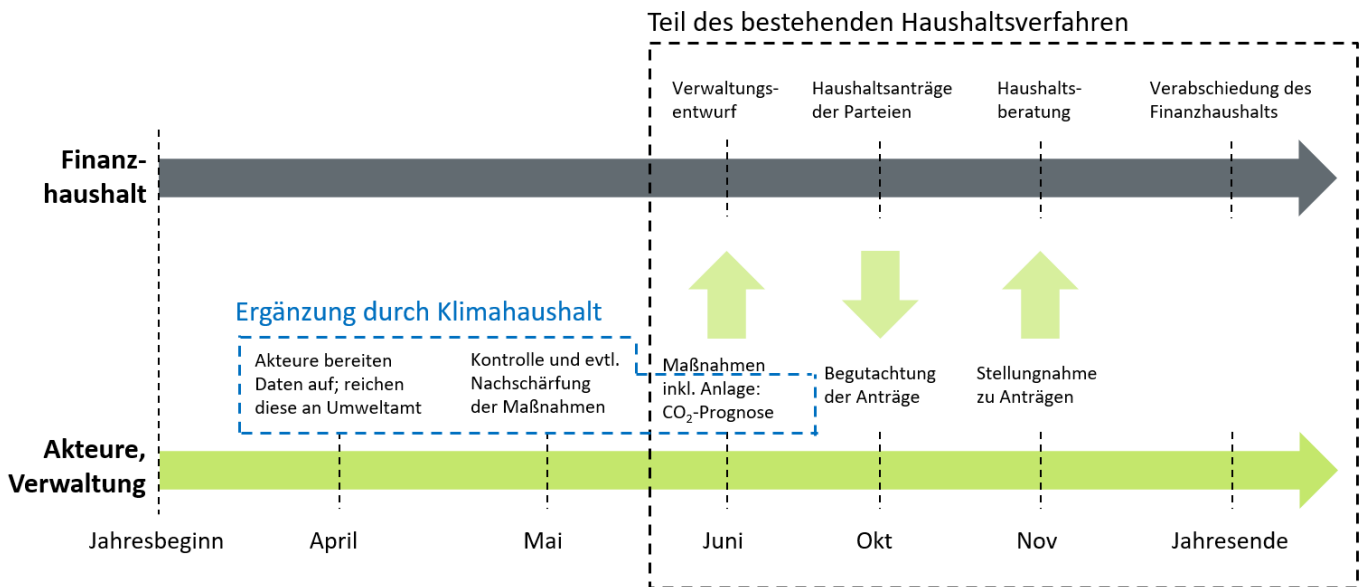 Teil des bestehenden Haushaltsverfahren
Verwaltungs-
entwurf
Haushaltsanträge
der Parteien
Haushalts-
beratung
Verabschiedung des
Finanzhaushalts
Finanz-
haushalt
Ergänzung durch Klimahaushalt
Akteure bereiten
Daten auf; reichen
diese an Umweltamt
Kontrolle und evtl.
Nachschärfung
der Maßnahmen
Maßnahmen
inkl. Anlage:
CO₂-Prognose
Begutachtung
der Anträge
Stellungnahme
zu Anträgen
Akteure,
Verwaltung
Jahresbeginn
April
Mai
Juni
Okt
Nov
Jahresende